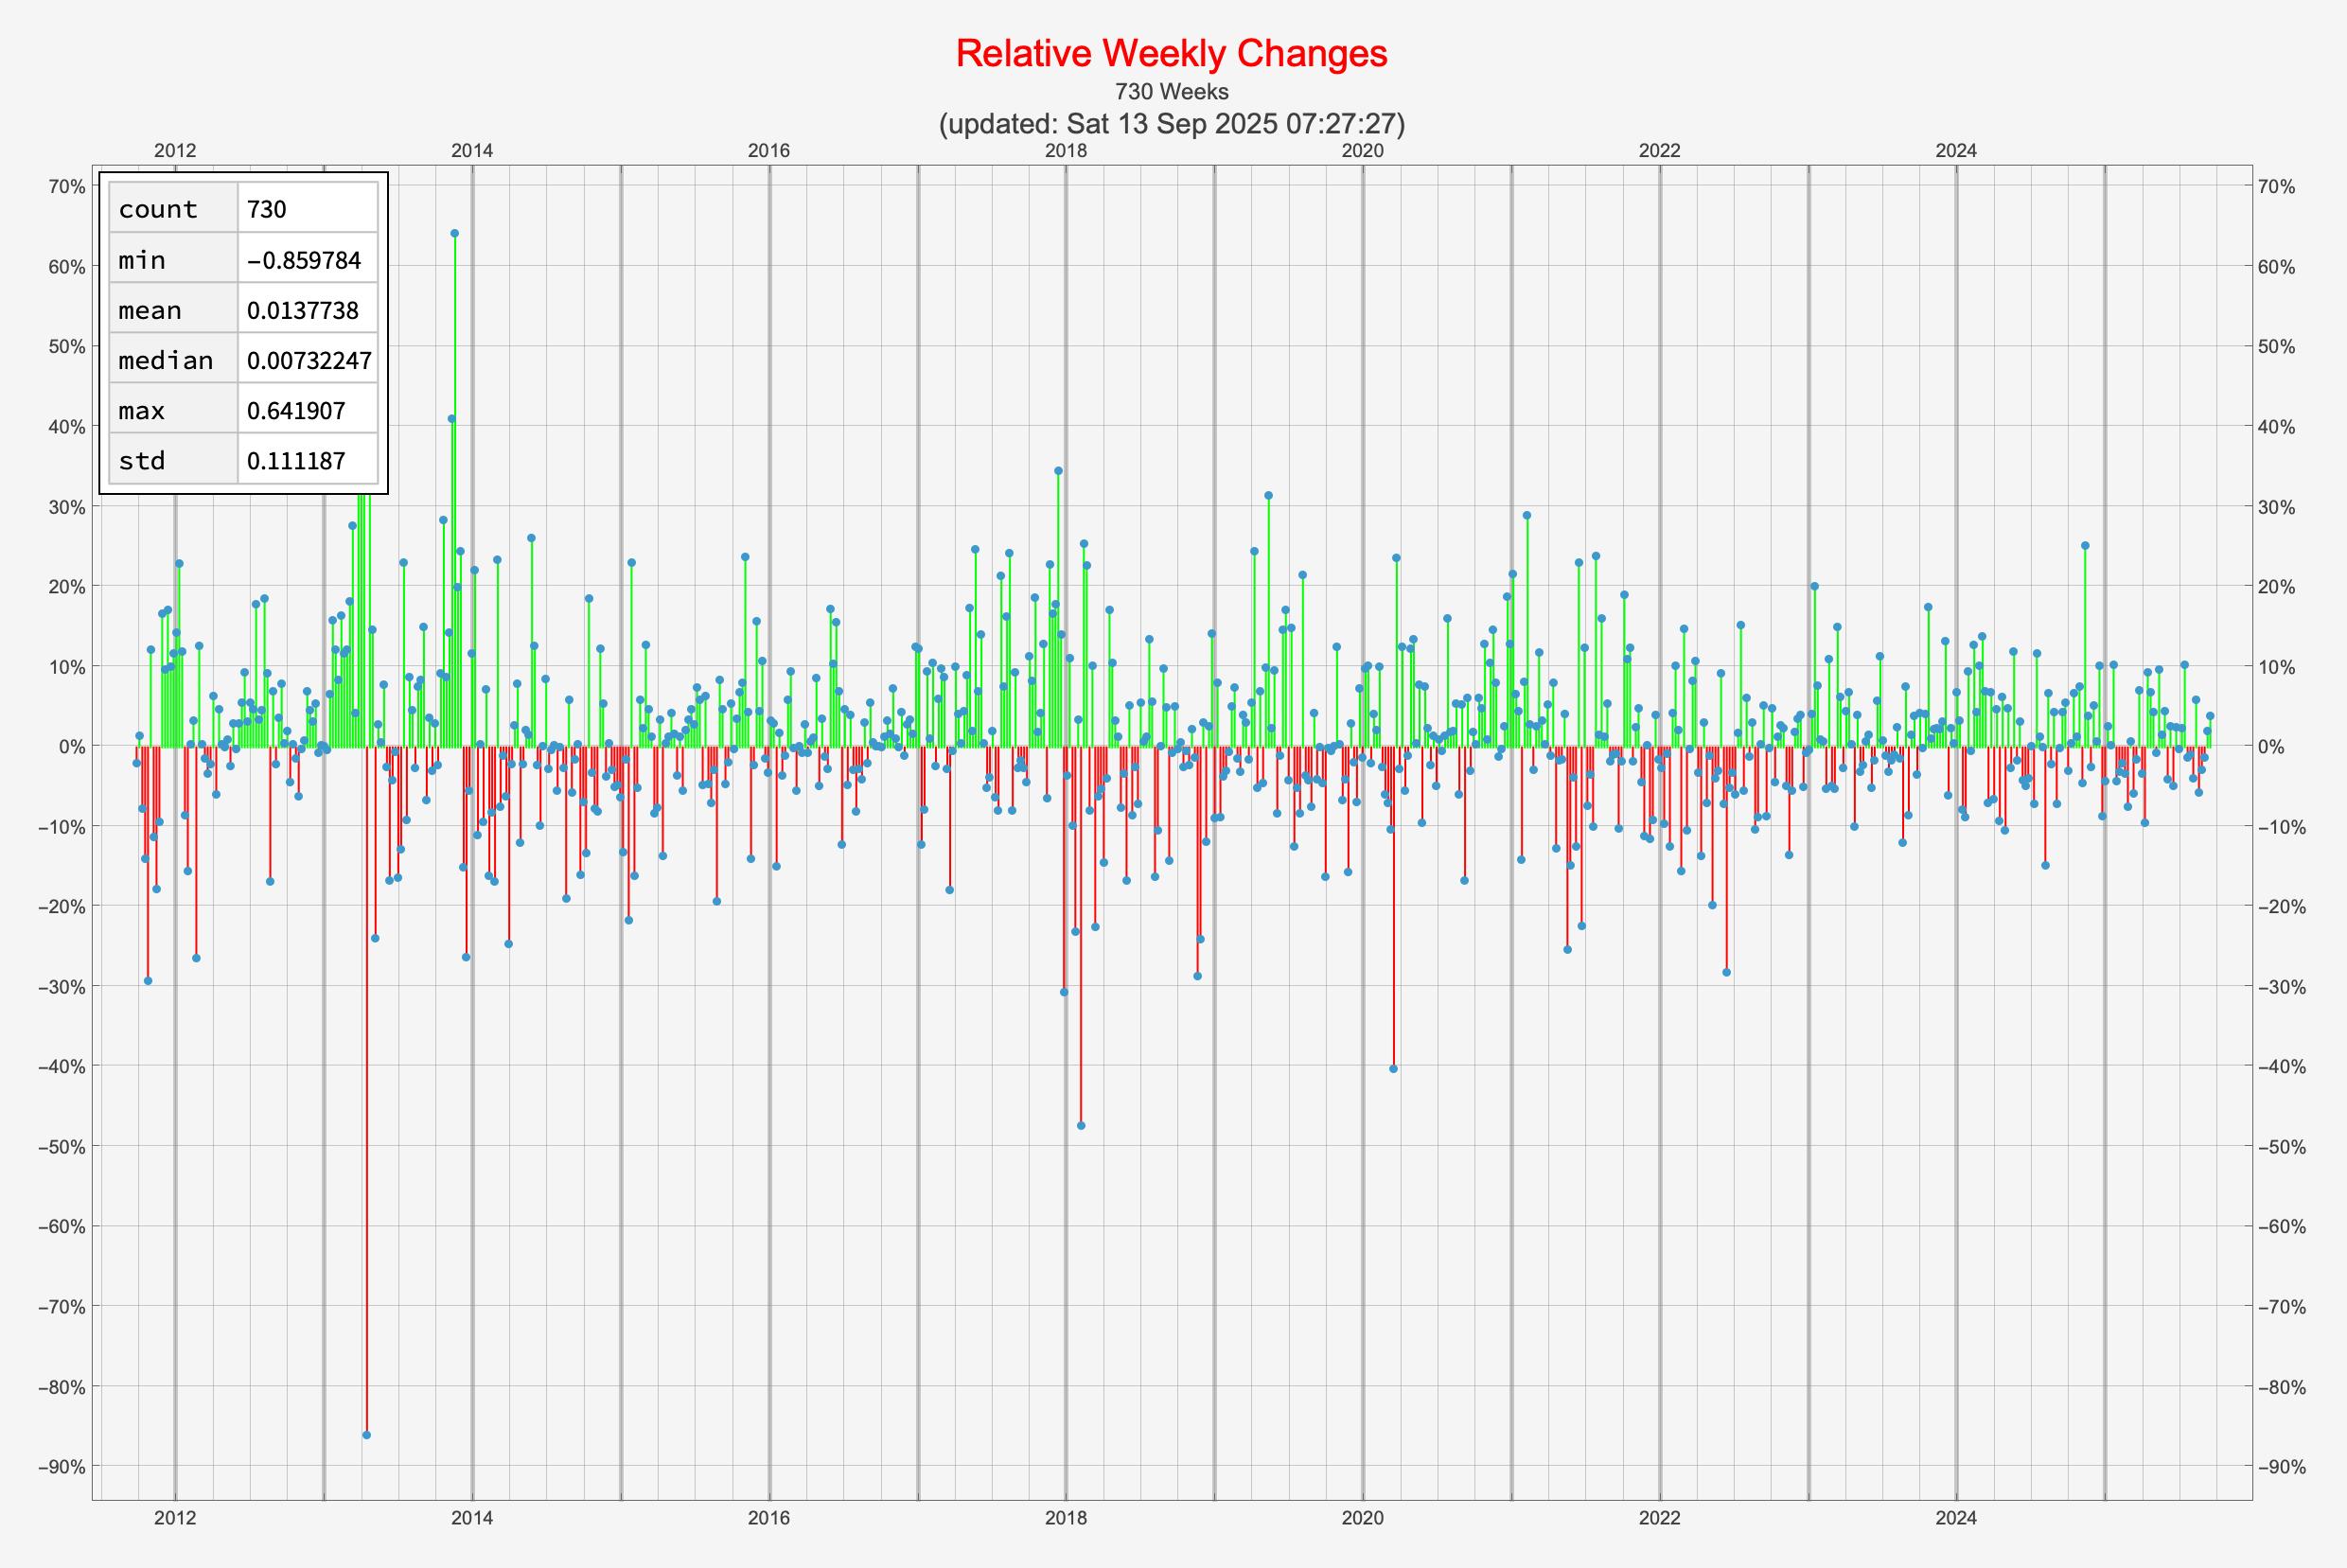 Relative Weekly Changes
730 Weeks
(updated: Sat 13 Sep 2025 07:27:27)
2012 2014 2016 2018 2020 2022 2024
count 730
min −0.859784
mean 0.0137738
median 0.00732247
max 0.641907
std 0.111187
70% 70%
60% 60%
50% 50%
40% 40%
30% 30%
20% 20%
10% 10%
0% 0%
−10% −10%
−20% −20%
−30% −30%
−40% −40%
−50% −50%
−60% −60%
−70% −70%
−80% −80%
−90% −90%
2012 2014 2016 2018 2020 2022 2024